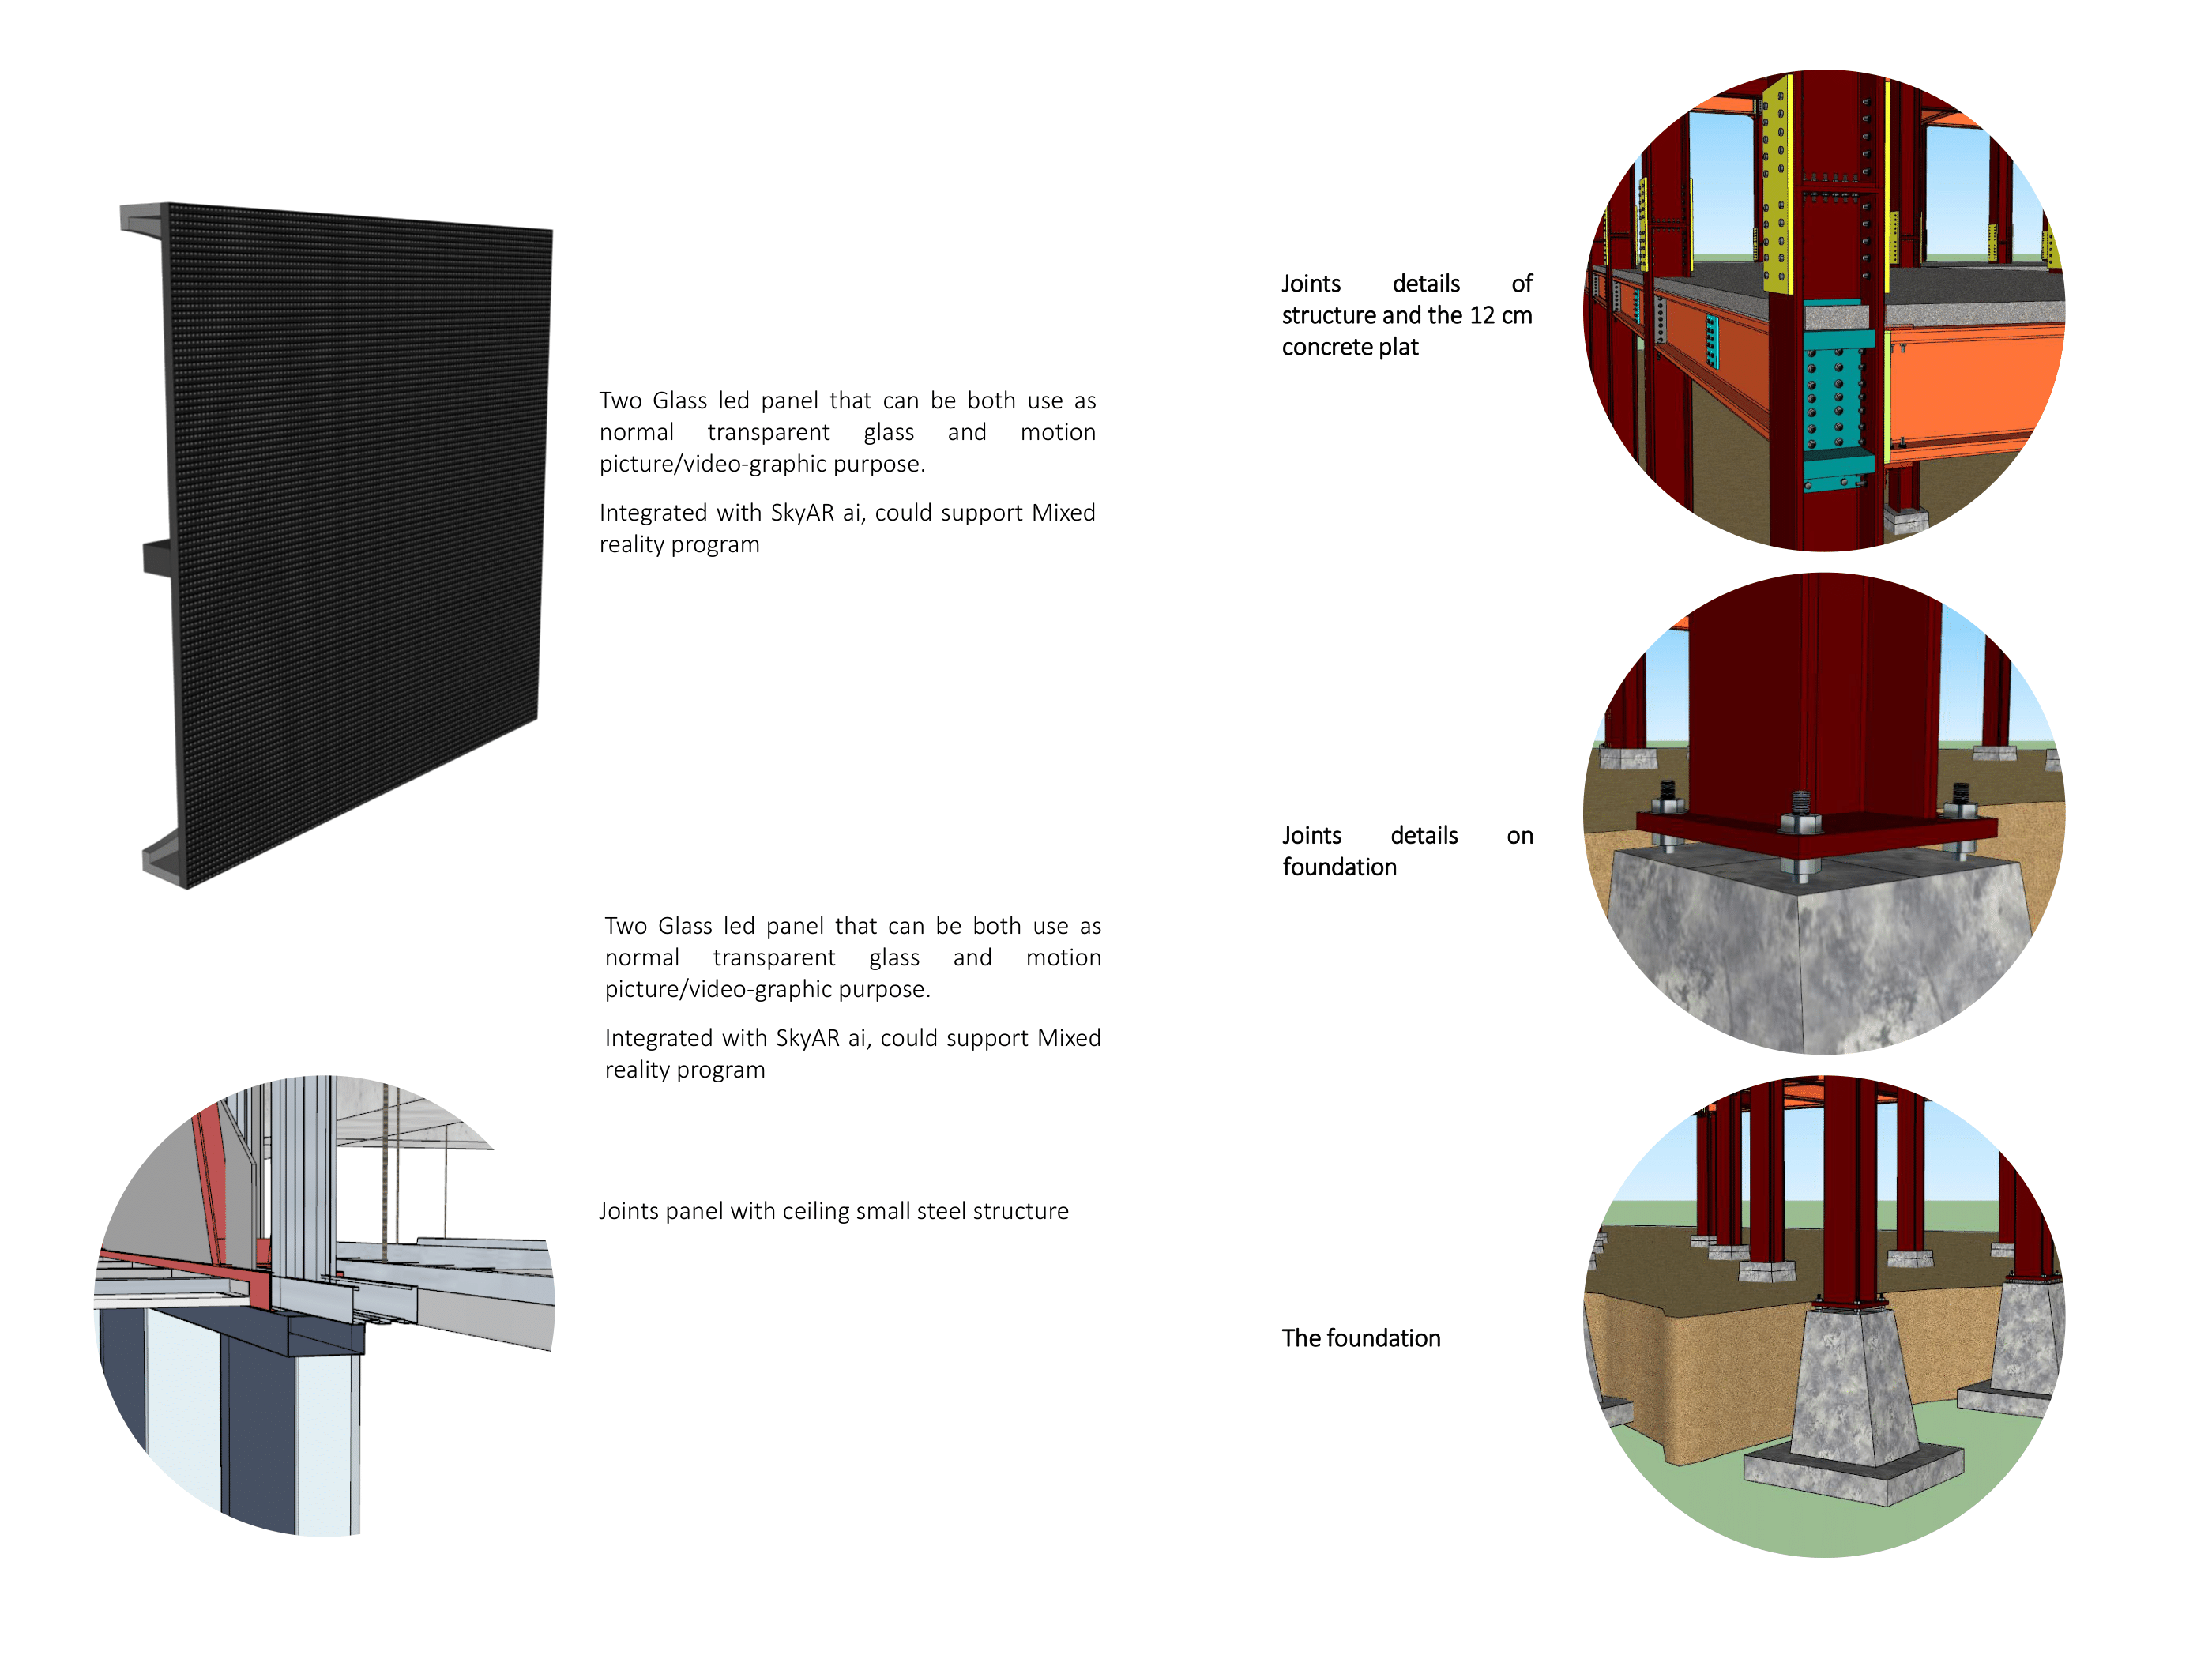 Two Glass led panel that can be both use as
normal transparent glass and motion
picture/video-graphic purpose.
Integrated with SkyAR ai, could support Mixed
reality program
Two Glass led panel that can be both use as
normal transparent glass and motion
picture/video-graphic purpose.
Integrated with SkyAR ai, could support Mixed
reality program
Joints panel with ceiling small steel structure
Joints details of
structure and the 12 cm
concrete plat
Joints details on
foundation
The foundation